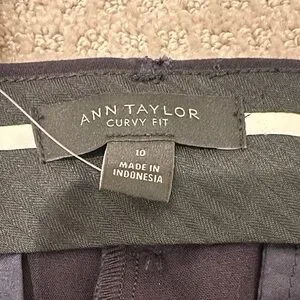 ANN TAYLOR
CURVY FIT
10
MADE IN
INDONESIA